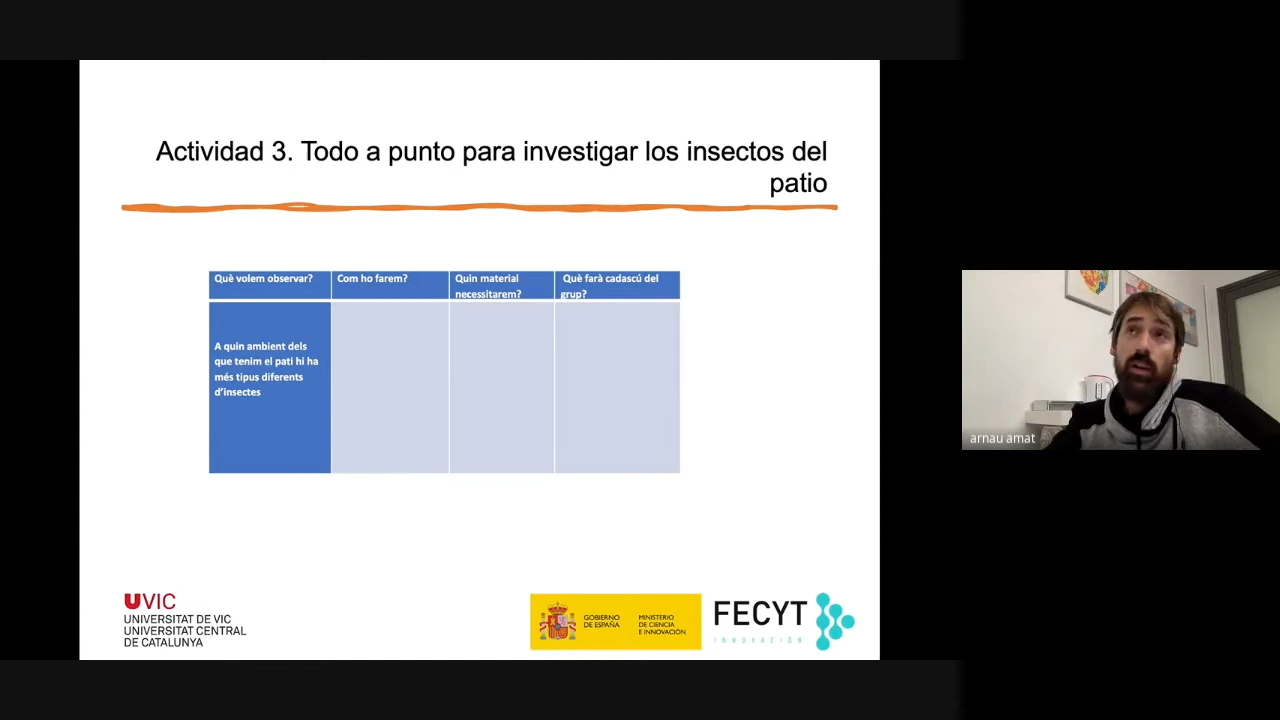 Actividad 3. Todo a punto para investigar los insectos del
patio
Què volem observar?
Com ho farem?
Quin material
necessitarem?
Què farà cadascú del
grup?
A quin ambient dels
que tenim el pati hi ha
més tipus diferents
d'insectes
arnau amat
UVIC
UNIVERSITAT DE VIC
UNIVERSITAT CENTRAL
DE CATALUNYA
GOBIERNO
DE ESPAÑA
MINISTERIO
DE CIENCIA
E INNOVACIÓN
FECYT
INNOVACIÓN